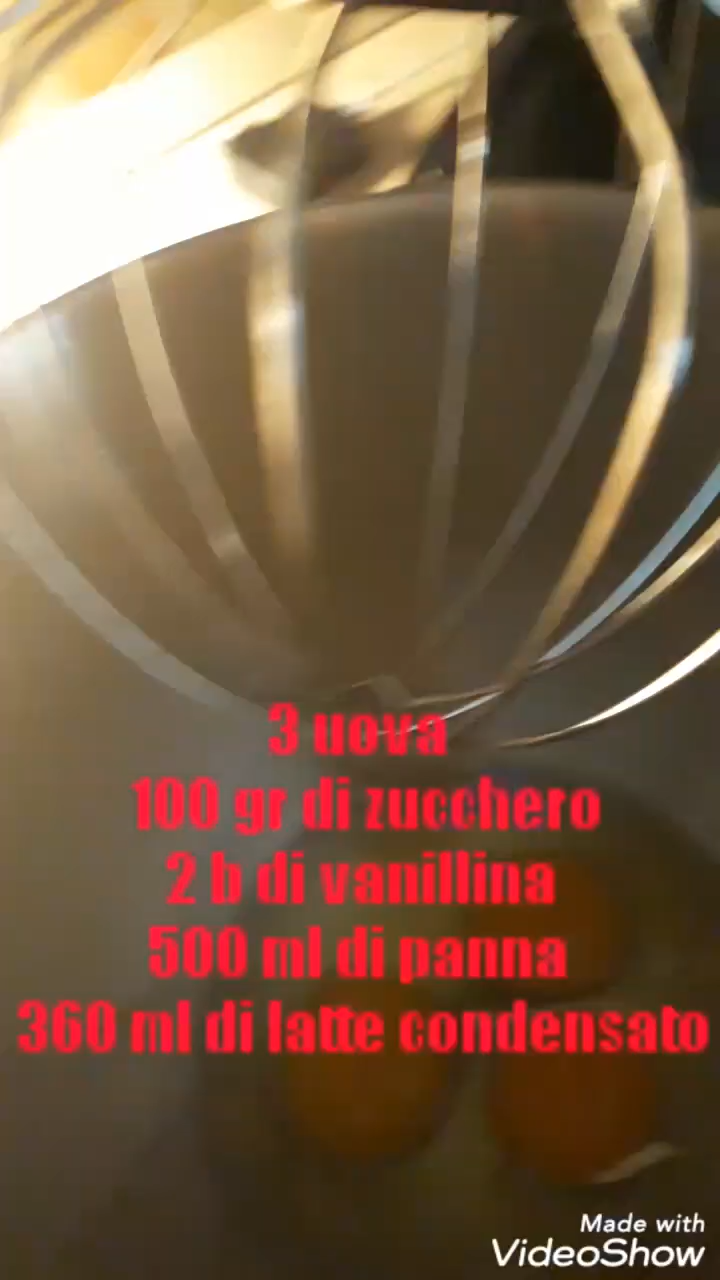 3 uova
100 gr di zucchero
2 b di vanillina
500 ml di panna
360 ml di latte condensato
Made with
VideoShow